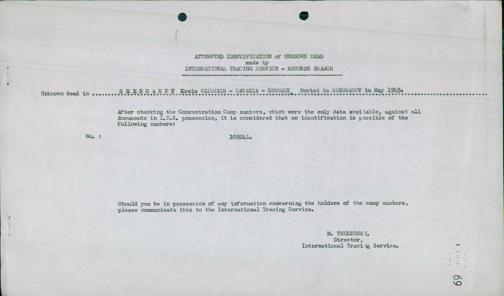 ATTEMPTED IDENTIFICATION of UNKNOWN DEAD
made by
INTERNATIONAL TRACING SERVICE - RECORDS BRANCH
Unknown dead in .... S E E S H A U P T Kreis WEILHEIM - BAVARIA - GERMANY, Buried in SEESHAUPT in May 1945.
After checking the Concentration Camp numbers, which were the only data available, against all
documents in I.T.S. possession, it is considered that no identification is possible of the
following numbers:
No. : 109841.
Should you be in possession of any information concerning the holders of the camp numbers,
please communicate this to the International Tracing Service.
M. THUDICHUM,
Director,
International Tracing Service.
69